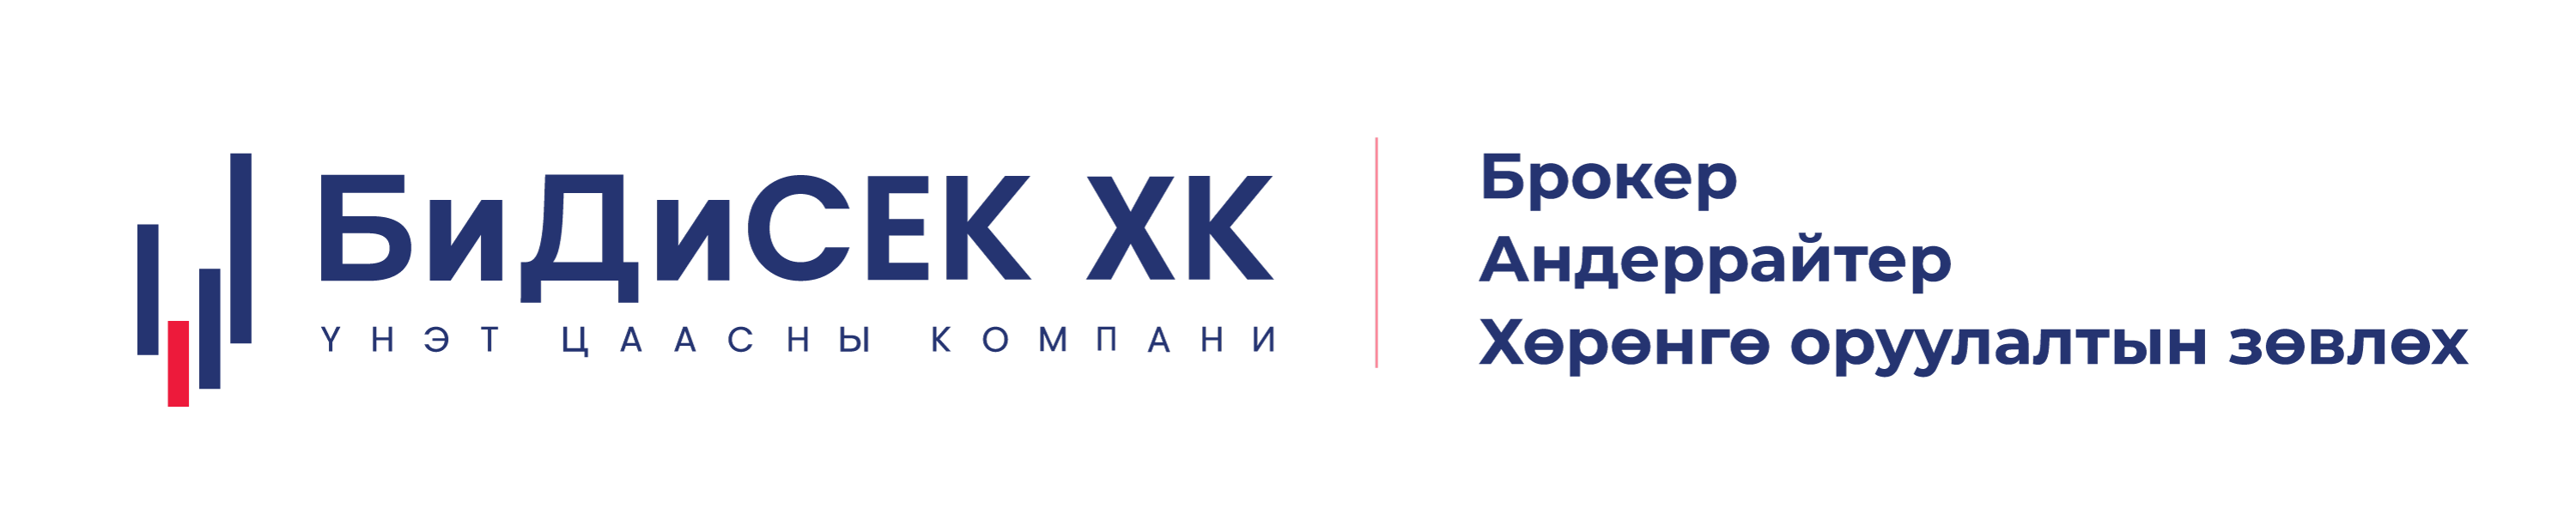 БиДиСЕК ХК
ҮНЭТ ЦААСНЫ КОМПАНИ
Брокер
Андеррайтер
Хөрөнгө оруулалтын зөвлөх